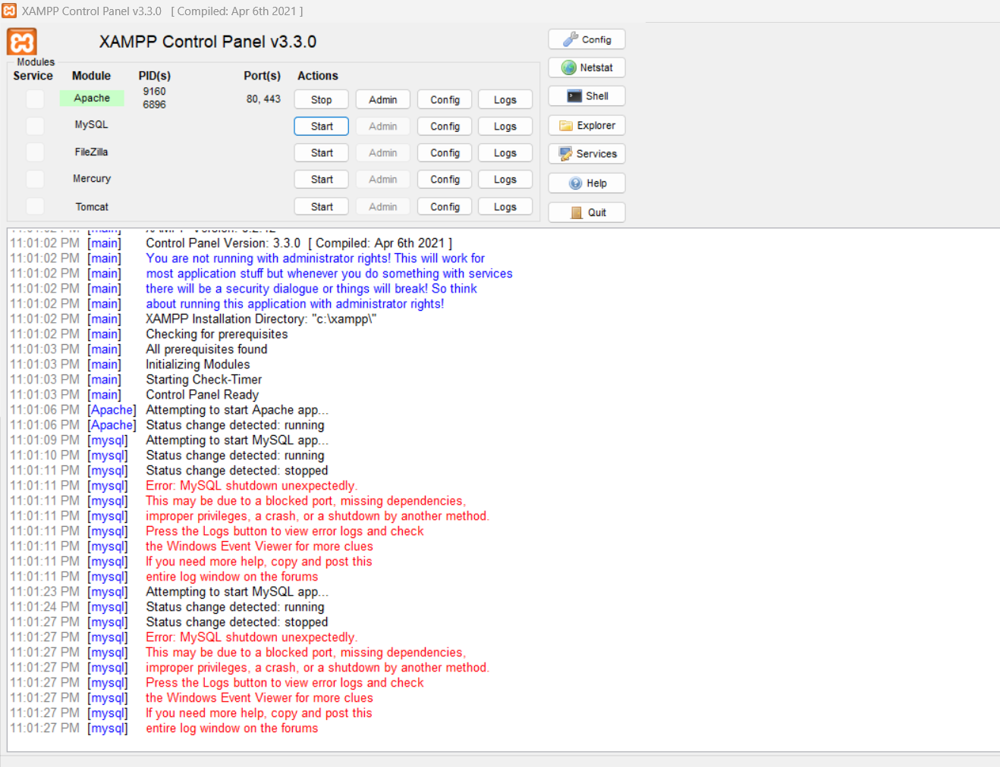 XAMPP Control Panel v3.3.0 [ Compiled: Apr 6th 2021 ]
XAMPP Control Panel v3.3.0
Config
Modules
Service Module PID(s) Port(s) Actions
Netstat
Apache 9160 6896 80, 443 Stop Admin Config Logs
Shell
MySQL Start Admin Config Logs
Explorer
FileZilla Start Admin Config Logs
Services
Mercury Start Admin Config Logs
Help
Tomcat Start Admin Config Logs
Quit
11:01:02 PM [main] Control Panel Version: 3.3.0 [ Compiled: Apr 6th 2021 ]
11:01:02 PM [main] You are not running with administrator rights! This will work for
11:01:02 PM [main] most application stuff but whenever you do something with services
11:01:02 PM [main] there will be a security dialogue or things will break! So think
11:01:02 PM [main] about running this application with administrator rights!
11:01:02 PM [main] XAMPP Installation Directory: "c:\xampp\"
11:01:02 PM [main] Checking for prerequisites
11:01:03 PM [main] All prerequisites found
11:01:03 PM [main] Initializing Modules
11:01:03 PM [main] Starting Check-Timer
11:01:03 PM [main] Control Panel Ready
11:01:06 PM [Apache] Attempting to start Apache app...
11:01:06 PM [Apache] Status change detected: running
11:01:09 PM [mysql] Attempting to start MySQL app...
11:01:10 PM [mysql] Status change detected: running
11:01:11 PM [mysql] Status change detected: stopped
11:01:11 PM [mysql] Error: MySQL shutdown unexpectedly.
11:01:11 PM [mysql] This may be due to a blocked port, missing dependencies,
11:01:11 PM [mysql] improper privileges, a crash, or a shutdown by another method.
11:01:11 PM [mysql] Press the Logs button to view error logs and check
11:01:11 PM [mysql] the Windows Event Viewer for more clues
11:01:11 PM [mysql] If you need more help, copy and post this
11:01:11 PM [mysql] entire log window on the forums
11:01:23 PM [mysql] Attempting to start MySQL app...
11:01:24 PM [mysql] Status change detected: running
11:01:27 PM [mysql] Status change detected: stopped
11:01:27 PM [mysql] Error: MySQL shutdown unexpectedly.
11:01:27 PM [mysql] This may be due to a blocked port, missing dependencies,
11:01:27 PM [mysql] improper privileges, a crash, or a shutdown by another method.
11:01:27 PM [mysql] Press the Logs button to view error logs and check
11:01:27 PM [mysql] the Windows Event Viewer for more clues
11:01:27 PM [mysql] If you need more help, copy and post this
11:01:27 PM [mysql] entire log window on the forums